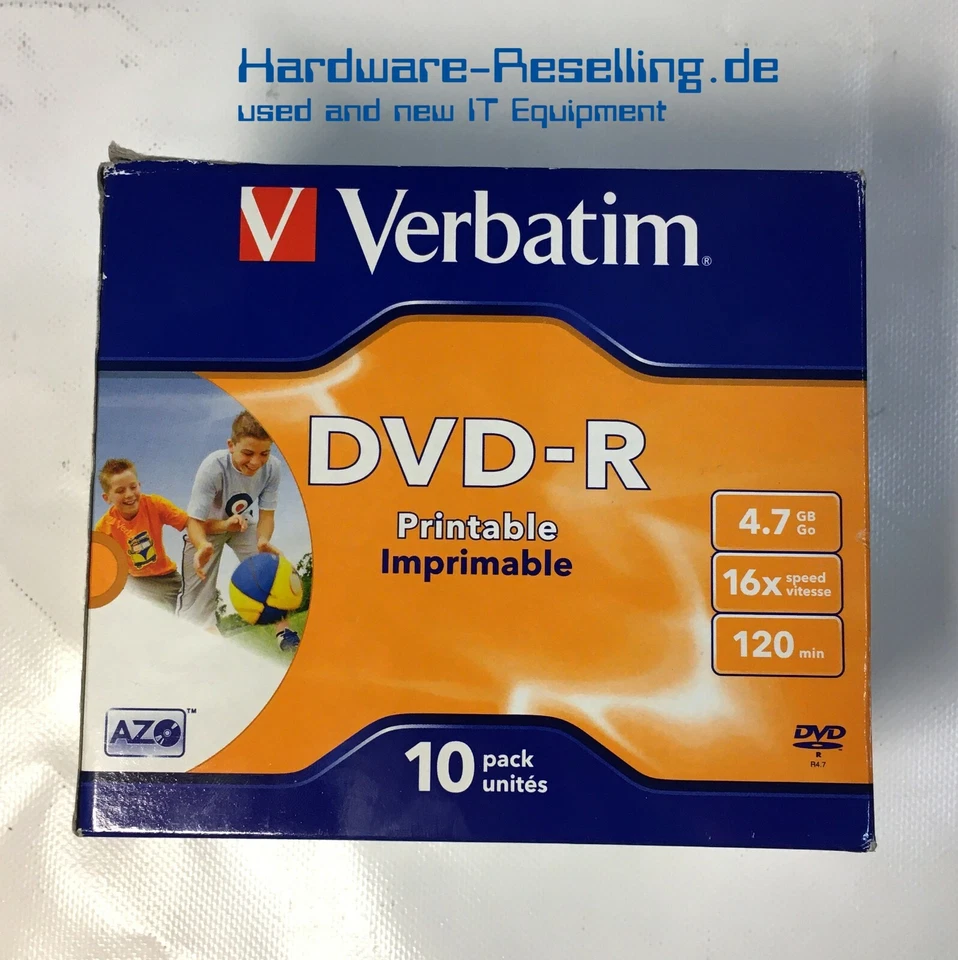 Hardware-Reselling.de
used and new IT Equipment
V Verbatim®
DVD-R
Printable
Imprimable
4.7 GB
Go
16x speed
vitesse
120 min
AZO™
DVD
R
R4.7
10 pack
unités